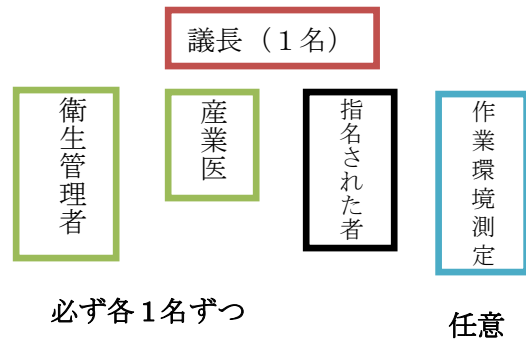 議長（１名）
衛生管理者
産業医
指名された者
作業環境測定
必ず各１名ずつ
任意